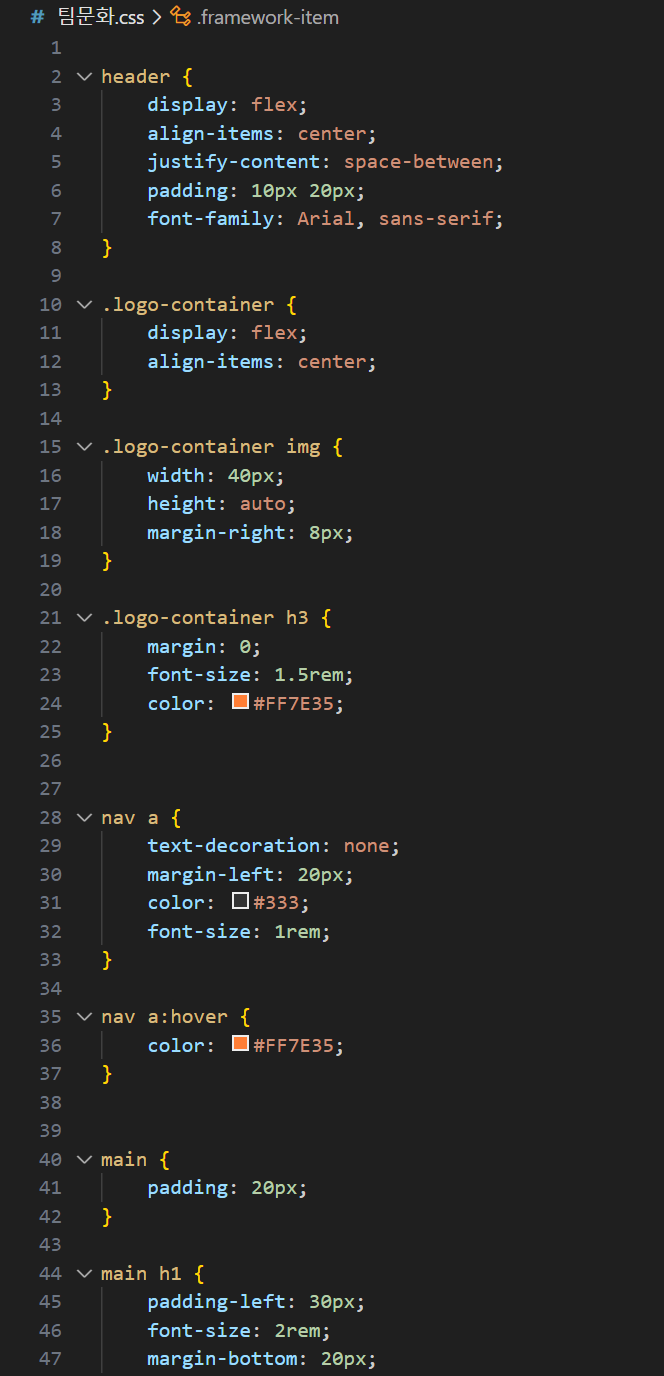 # 팀문화.css > .framework-item
1
2 header {
3     display: flex;
4     align-items: center;
5     justify-content: space-between;
6     padding: 10px 20px;
7     font-family: Arial, sans-serif;
8 }
9
10 .logo-container {
11     display: flex;
12     align-items: center;
13 }
14
15 .logo-container img {
16     width: 40px;
17     height: auto;
18     margin-right: 8px;
19 }
20
21 .logo-container h3 {
22     margin: 0;
23     font-size: 1.5rem;
24     color: #FF7E35;
25 }
26
27
28 nav a {
29     text-decoration: none;
30     margin-left: 20px;
31     color: #333;
32     font-size: 1rem;
33 }
34
35 nav a:hover {
36     color: #FF7E35;
37 }
38
39
40 main {
41     padding: 20px;
42 }
43
44 main h1 {
45     padding-left: 30px;
46     font-size: 2rem;
47     margin-bottom: 20px;